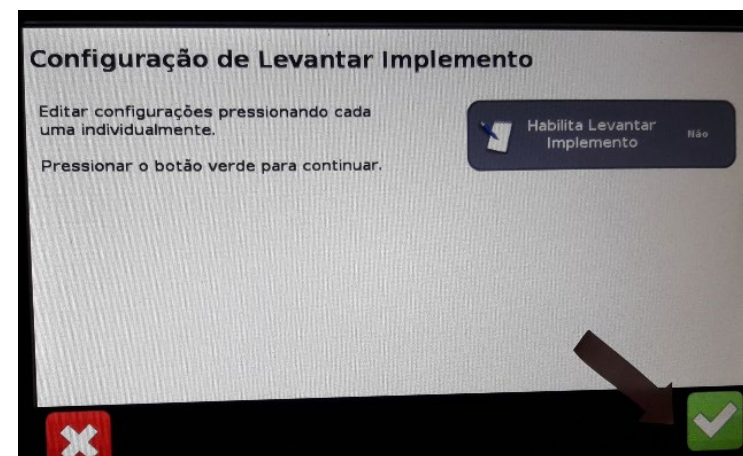 Configuração de Levantar Implemento
Editar configurações pressionando cada
uma individualmente.
Pressionar o botão verde para continuar.
Habilita Levantar
Implemento
Não